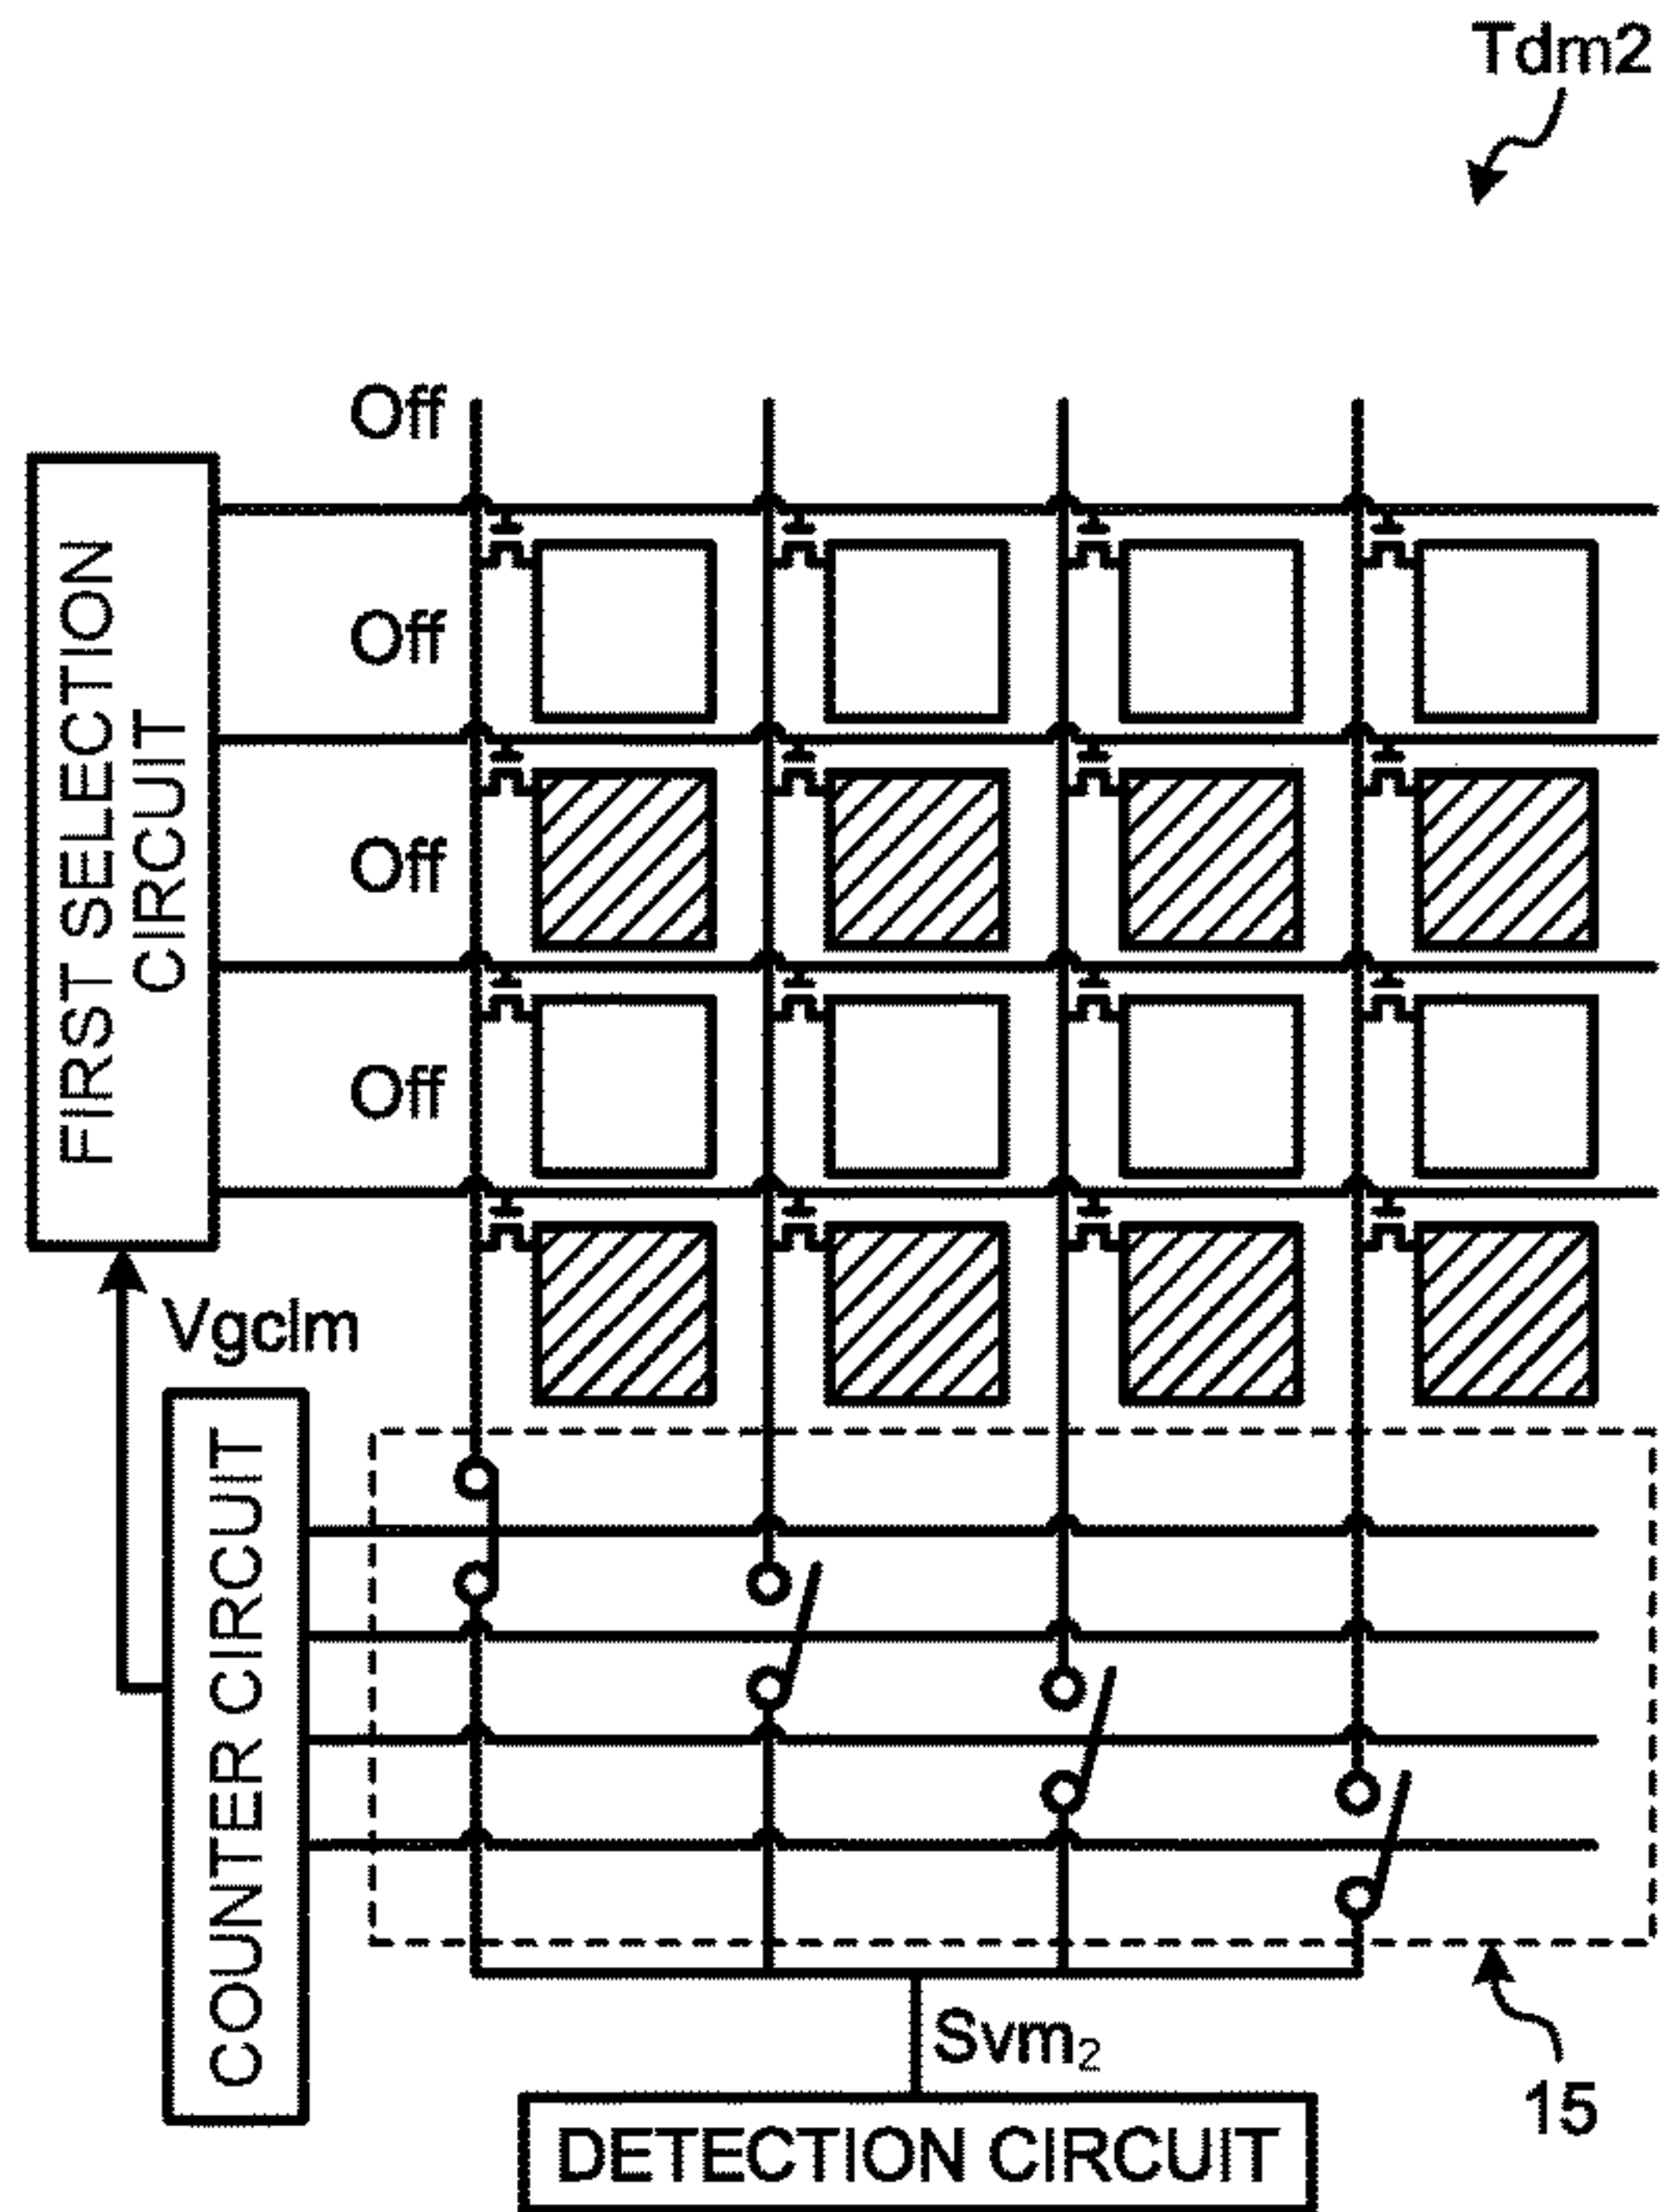 Tdm2
Off
Off
Off
Off
FIRST SELECTION
CIRCUIT
Vgclm
COUNTER CIRCUIT
Svm₂
15
DETECTION CIRCUIT